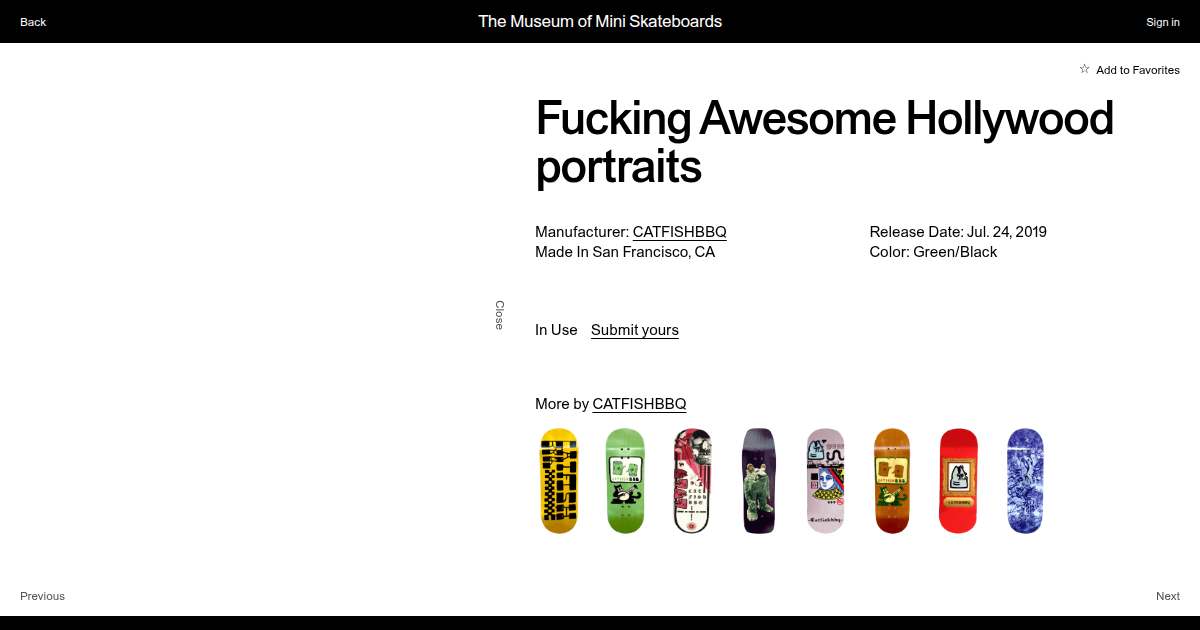 Back
The Museum of Mini Skateboards
Sign in
☆ Add to Favorites
Fucking Awesome Hollywood
portraits
Manufacturer: CATFISHBBQ
Made In San Francisco, CA
Release Date: Jul. 24, 2019
Color: Green/Black
Close
In Use Submit yours
More by CATFISHBBQ
Previous
Next